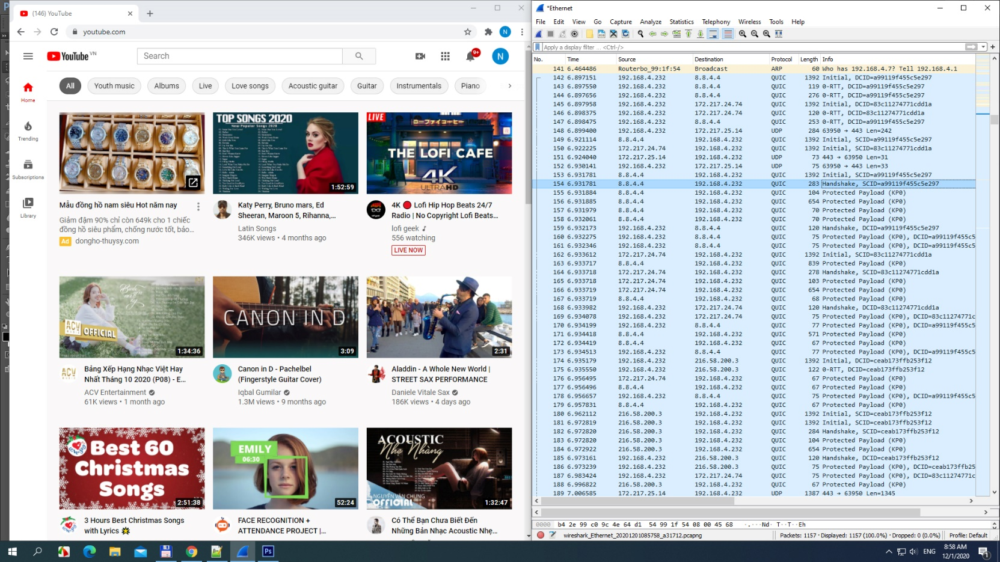 (146) YouTube
youtube.com
N
YouTube VN
Search
9+
N
All
Youth music
Albums
Live
Love songs
Acoustic guitar
Guitar
Instrumentals
Piano
Home
Trending
Subscriptions
Library
Mẫu đồng hồ nam siêu Hot năm nay
Giảm đậm 90% chỉ còn 649k cho 1 chiếc
đồng hồ siêu phẩm, chống nước tốt, bảo...
Ad dongho-thuysy.com
TOP SONGS 2020
New Popular Songs 2020
1:52:59
Katy Perry, Bruno mars, Ed
Sheeran, Maroon 5, Rihanna,...
Latin Songs
346K views • 4 months ago
LIVE
THE LOFI CAFE
4K
ULTRAHD
4K 🔴 Lofi Hip Hop Beats 24/7
Radio | No Copyright Lofi Beats...
lofi geek ♪
556 watching
LIVE NOW
ACV
OFFICIAL
1:34:36
Bảng Xếp Hạng Nhạc Việt Hay
Nhất Tháng 10 2020 (P08) - E...
ACV Entertainment
61K views • 1 month ago
CANON IN D
3:09
Canon in D - Pachelbel
(Fingerstyle Guitar Cover)
Iqbal Gumilar
1.3M views • 9 months ago
2:31
Aladdin - A Whole New World |
STREET SAX PERFORMANCE
Daniele Vitale Sax
186K views • 4 days ago
Best 60
Christmas
Songs
2:51:38
3 Hours Best Christmas Songs
with Lyrics 🌟
EMILY
06:30
52:24
FACE RECOGNITION +
ATTENDANCE PROJECT |...
ACOUSTIC
Nhẹ Nhàng
NGUYỄN VĂN CHUNG
OFFICIAL
1:32:47
Có Thể Bạn Chưa Biết Đến
Những Bản Nhạc Acoustic Nhẹ...
*Ethernet
File Edit View Go Capture Analyze Statistics Telephony Wireless Tools Help
Apply a display filter ... <Ctrl-/>
No. Time Source Destination Protocol Length Info
141 6.464486 Routerbo_99:1f:54 Broadcast ARP 60 Who has 192.168.4.7? Tell 192.168.4.1
142 6.897151 192.168.4.232 8.8.4.4 QUIC 1392 Initial, DCID=a99119f455c5e297
143 6.897550 192.168.4.232 8.8.4.4 QUIC 119 0-RTT, DCID=a99119f455c5e297
144 6.897656 192.168.4.232 8.8.4.4 QUIC 276 0-RTT, DCID=a99119f455c5e297
145 6.897958 192.168.4.232 172.217.24.74 QUIC 1392 Initial, DCID=83c11274771cdd1a
146 6.898375 192.168.4.232 172.217.24.74 QUIC 120 0-RTT, DCID=83c11274771cdd1a
147 6.898475 192.168.4.232 172.217.24.74 QUIC 253 0-RTT, DCID=83c11274771cdd1a
148 6.899400 192.168.4.232 172.217.25.14 UDP 284 63950 → 443 Len=242
149 6.921114 8.8.4.4 192.168.4.232 QUIC 1392 Initial, SCID=a99119f455c5e297
150 6.922225 172.217.24.74 192.168.4.232 QUIC 1392 Initial, SCID=83c11274771cdd1a
151 6.924040 172.217.25.14 192.168.4.232 UDP 73 443 → 63950 Len=31
152 6.930141 192.168.4.232 172.217.25.14 UDP 75 63950 → 443 Len=33
153 6.931781 8.8.4.4 192.168.4.232 QUIC 1392 Initial, SCID=a99119f455c5e297
154 6.931781 8.8.4.4 192.168.4.232 QUIC 283 Handshake, SCID=a99119f455c5e297
155 6.931884 8.8.4.4 192.168.4.232 QUIC 104 Protected Payload (KP0)
156 6.931885 8.8.4.4 192.168.4.232 QUIC 654 Protected Payload (KP0)
157 6.931979 8.8.4.4 192.168.4.232 QUIC 70 Protected Payload (KP0)
158 6.932061 8.8.4.4 192.168.4.232 QUIC 70 Protected Payload (KP0)
159 6.932173 192.168.4.232 8.8.4.4 QUIC 120 Handshake, DCID=a99119f455c5e297
160 6.932275 192.168.4.232 8.8.4.4 QUIC 75 Protected Payload (KP0), DCID=a99119f455c5
161 6.932346 192.168.4.232 8.8.4.4 QUIC 75 Protected Payload (KP0), DCID=a99119f455c5
162 6.933612 172.217.24.74 192.168.4.232 QUIC 1392 Initial, SCID=83c11274771cdd1a
163 6.933717 8.8.4.4 192.168.4.232 QUIC 839 Protected Payload (KP0)
164 6.933718 172.217.24.74 192.168.4.232 QUIC 278 Handshake, SCID=83c11274771cdd1a
165 6.933718 172.217.24.74 192.168.4.232 QUIC 103 Protected Payload (KP0)
166 6.933719 172.217.24.74 192.168.4.232 QUIC 654 Protected Payload (KP0)
167 6.933719 8.8.4.4 192.168.4.232 QUIC 68 Protected Payload (KP0)
168 6.933982 192.168.4.232 172.217.24.74 QUIC 120 Handshake, DCID=83c11274771cdd1a
169 6.934078 192.168.4.232 172.217.24.74 QUIC 75 Protected Payload (KP0), DCID=83c11274771c
170 6.934199 192.168.4.232 8.8.4.4 QUIC 77 Protected Payload (KP0), DCID=a99119f455c5
171 6.934418 8.8.4.4 192.168.4.232 QUIC 571 Protected Payload (KP0)
172 6.934419 8.8.4.4 192.168.4.232 QUIC 67 Protected Payload (KP0)
173 6.934513 192.168.4.232 8.8.4.4 QUIC 77 Protected Payload (KP0), DCID=a99119f455c5
174 6.935179 192.168.4.232 216.58.200.3 QUIC 1392 Initial, DCID=ceab173ffb253f12
175 6.935550 192.168.4.232 216.58.200.3 QUIC 122 0-RTT, DCID=ceab173ffb253f12
176 6.956495 172.217.24.74 192.168.4.232 QUIC 67 Protected Payload (KP0)
177 6.956496 8.8.4.4 192.168.4.232 QUIC 67 Protected Payload (KP0)
178 6.956657 192.168.4.232 8.8.4.4 QUIC 75 Protected Payload (KP0), DCID=a99119f455c5
179 6.957831 8.8.4.4 192.168.4.232 QUIC 67 Protected Payload (KP0)
180 6.962112 216.58.200.3 192.168.4.232 QUIC 1392 Initial, SCID=ceab173ffb253f12
181 6.972819 216.58.200.3 192.168.4.232 QUIC 1392 Initial, SCID=ceab173ffb253f12
182 6.972820 216.58.200.3 192.168.4.232 QUIC 284 Handshake, SCID=ceab173ffb253f12
183 6.972820 216.58.200.3 192.168.4.232 QUIC 104 Protected Payload (KP0)
184 6.972922 216.58.200.3 192.168.4.232 QUIC 654 Protected Payload (KP0)
185 6.973161 192.168.4.232 216.58.200.3 QUIC 120 Handshake, DCID=ceab173ffb253f12
186 6.973239 192.168.4.232 216.58.200.3 QUIC 75 Protected Payload (KP0), DCID=ceab173ffb25
187 6.983424 192.168.4.232 172.217.24.74 QUIC 75 Protected Payload (KP0), DCID=83c11274771c
188 6.996822 216.58.200.3 192.168.4.232 QUIC 67 Protected Payload (KP0)
189 7.006585 172.217.25.14 192.168.4.232 UDP 1387 443 → 63950 Len=1345
0000 b4 2e 99 c0 9c 4e 64 d1 54 99 1f 54 08 00 45 68 ·.···Nd· T··T··Eh
wireshark_Ethernet_20201201085758_a31712.pcapng
Packets: 1157 · Displayed: 1157 (100.0%) · Dropped: 0 (0.0%)
Profile: Default
Ps
ENG
8:58 AM
12/1/2020
1